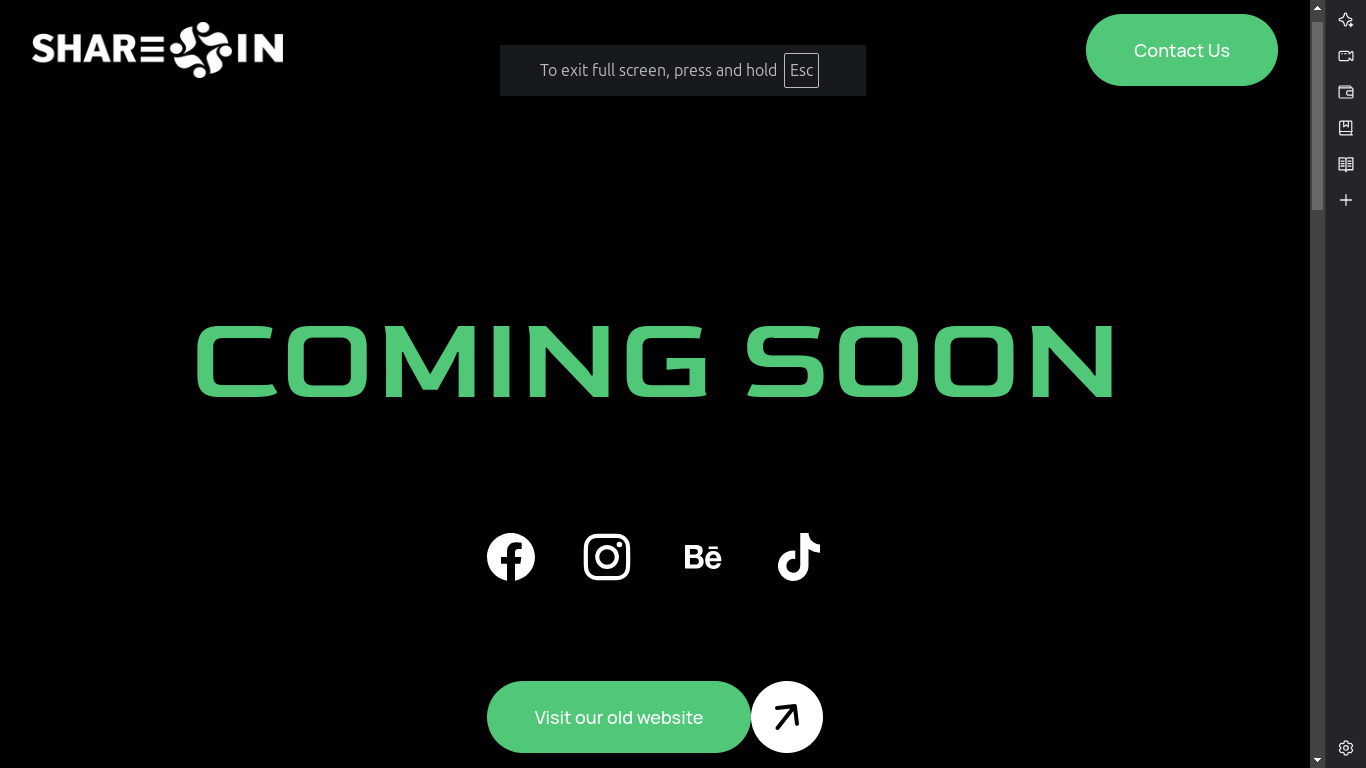 SHARE IN
Contact Us
To exit full screen, press and hold Esc
COMING SOON
Bē
Visit our old website